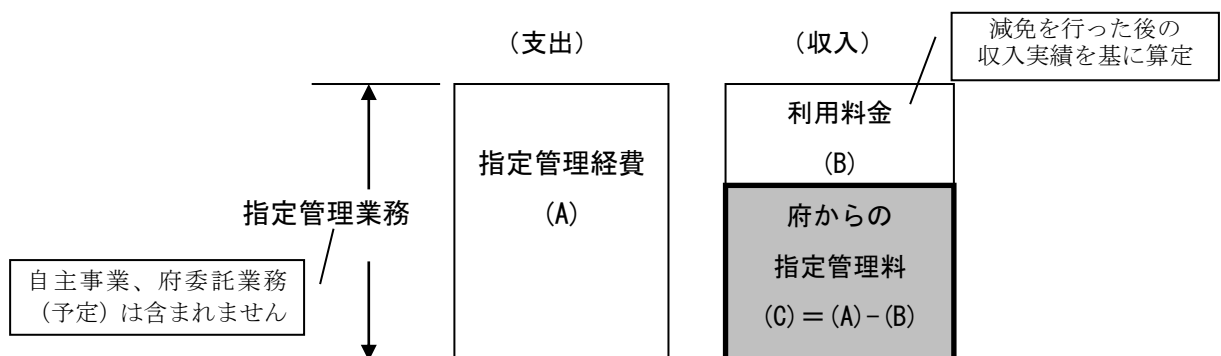 （支出）
（収入）
減免を行った後の
収入実績を基に算定
利用料金
(B)
指定管理経費
(A)
指定管理業務
府からの
指定管理料
(C)＝(A)-(B)
自主事業、府委託業務
（予定）は含まれません